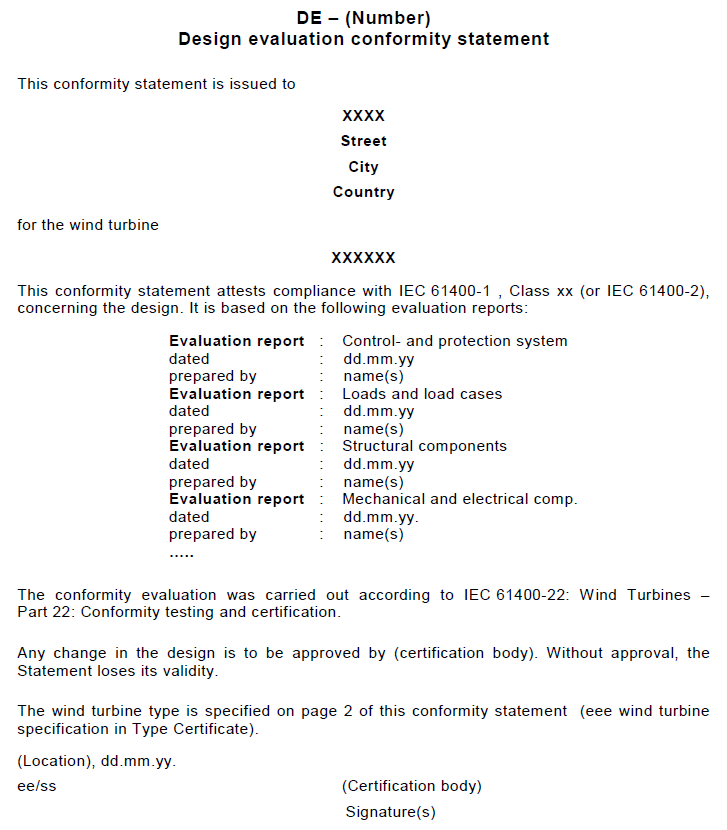 DE – (Number)
Design evaluation conformity statement
This conformity statement is issued to
XXXX
Street
City
Country
for the wind turbine
XXXXXX
This conformity statement attests compliance with IEC 61400-1 , Class xx (or IEC 61400-2),
concerning the design. It is based on the following evaluation reports:
Evaluation report : Control- and protection system
dated : dd.mm.yy
prepared by : name(s)
Evaluation report : Loads and load cases
dated : dd.mm.yy
prepared by : name(s)
Evaluation report : Structural components
dated : dd.mm.yy
prepared by : name(s)
Evaluation report : Mechanical and electrical comp.
dated : dd.mm.yy.
prepared by : name(s)
.....
The conformity evaluation was carried out according to IEC 61400-22: Wind Turbines –
Part 22: Conformity testing and certification.
Any change in the design is to be approved by (certification body). Without approval, the
Statement loses its validity.
The wind turbine type is specified on page 2 of this conformity statement (eee wind turbine
specification in Type Certificate).
(Location), dd.mm.yy.
ee/ss (Certification body)
Signature(s)